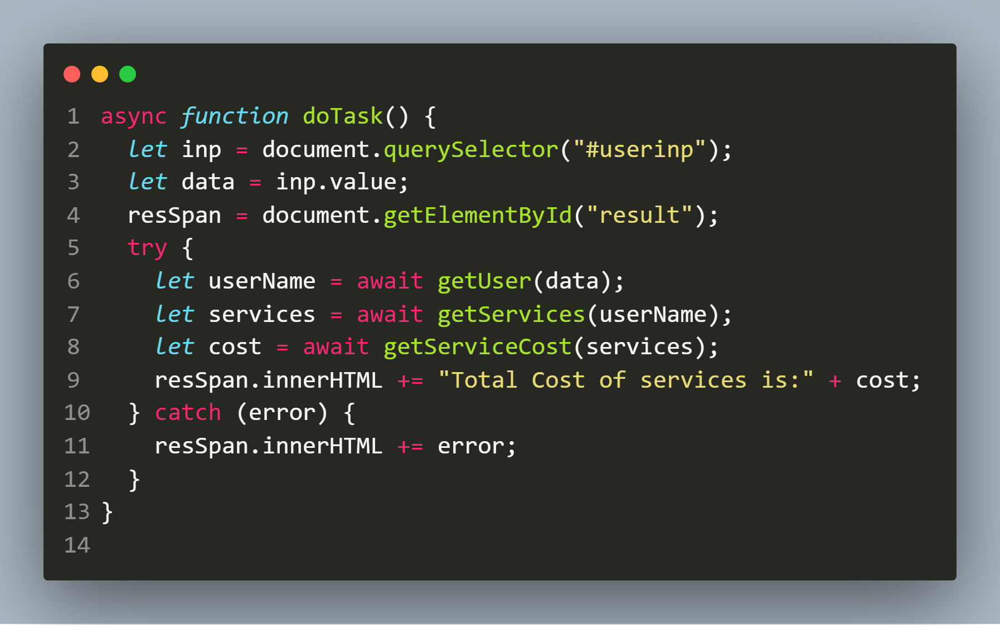 1 async function doTask() {
2   let inp = document.querySelector("#userinp");
3   let data = inp.value;
4   resSpan = document.getElementById("result");
5   try {
6     let userName = await getUser(data);
7     let services = await getServices(userName);
8     let cost = await getServiceCost(services);
9     resSpan.innerHTML += "Total Cost of services is:" + cost;
10   } catch (error) {
11     resSpan.innerHTML += error;
12   }
13 }
14